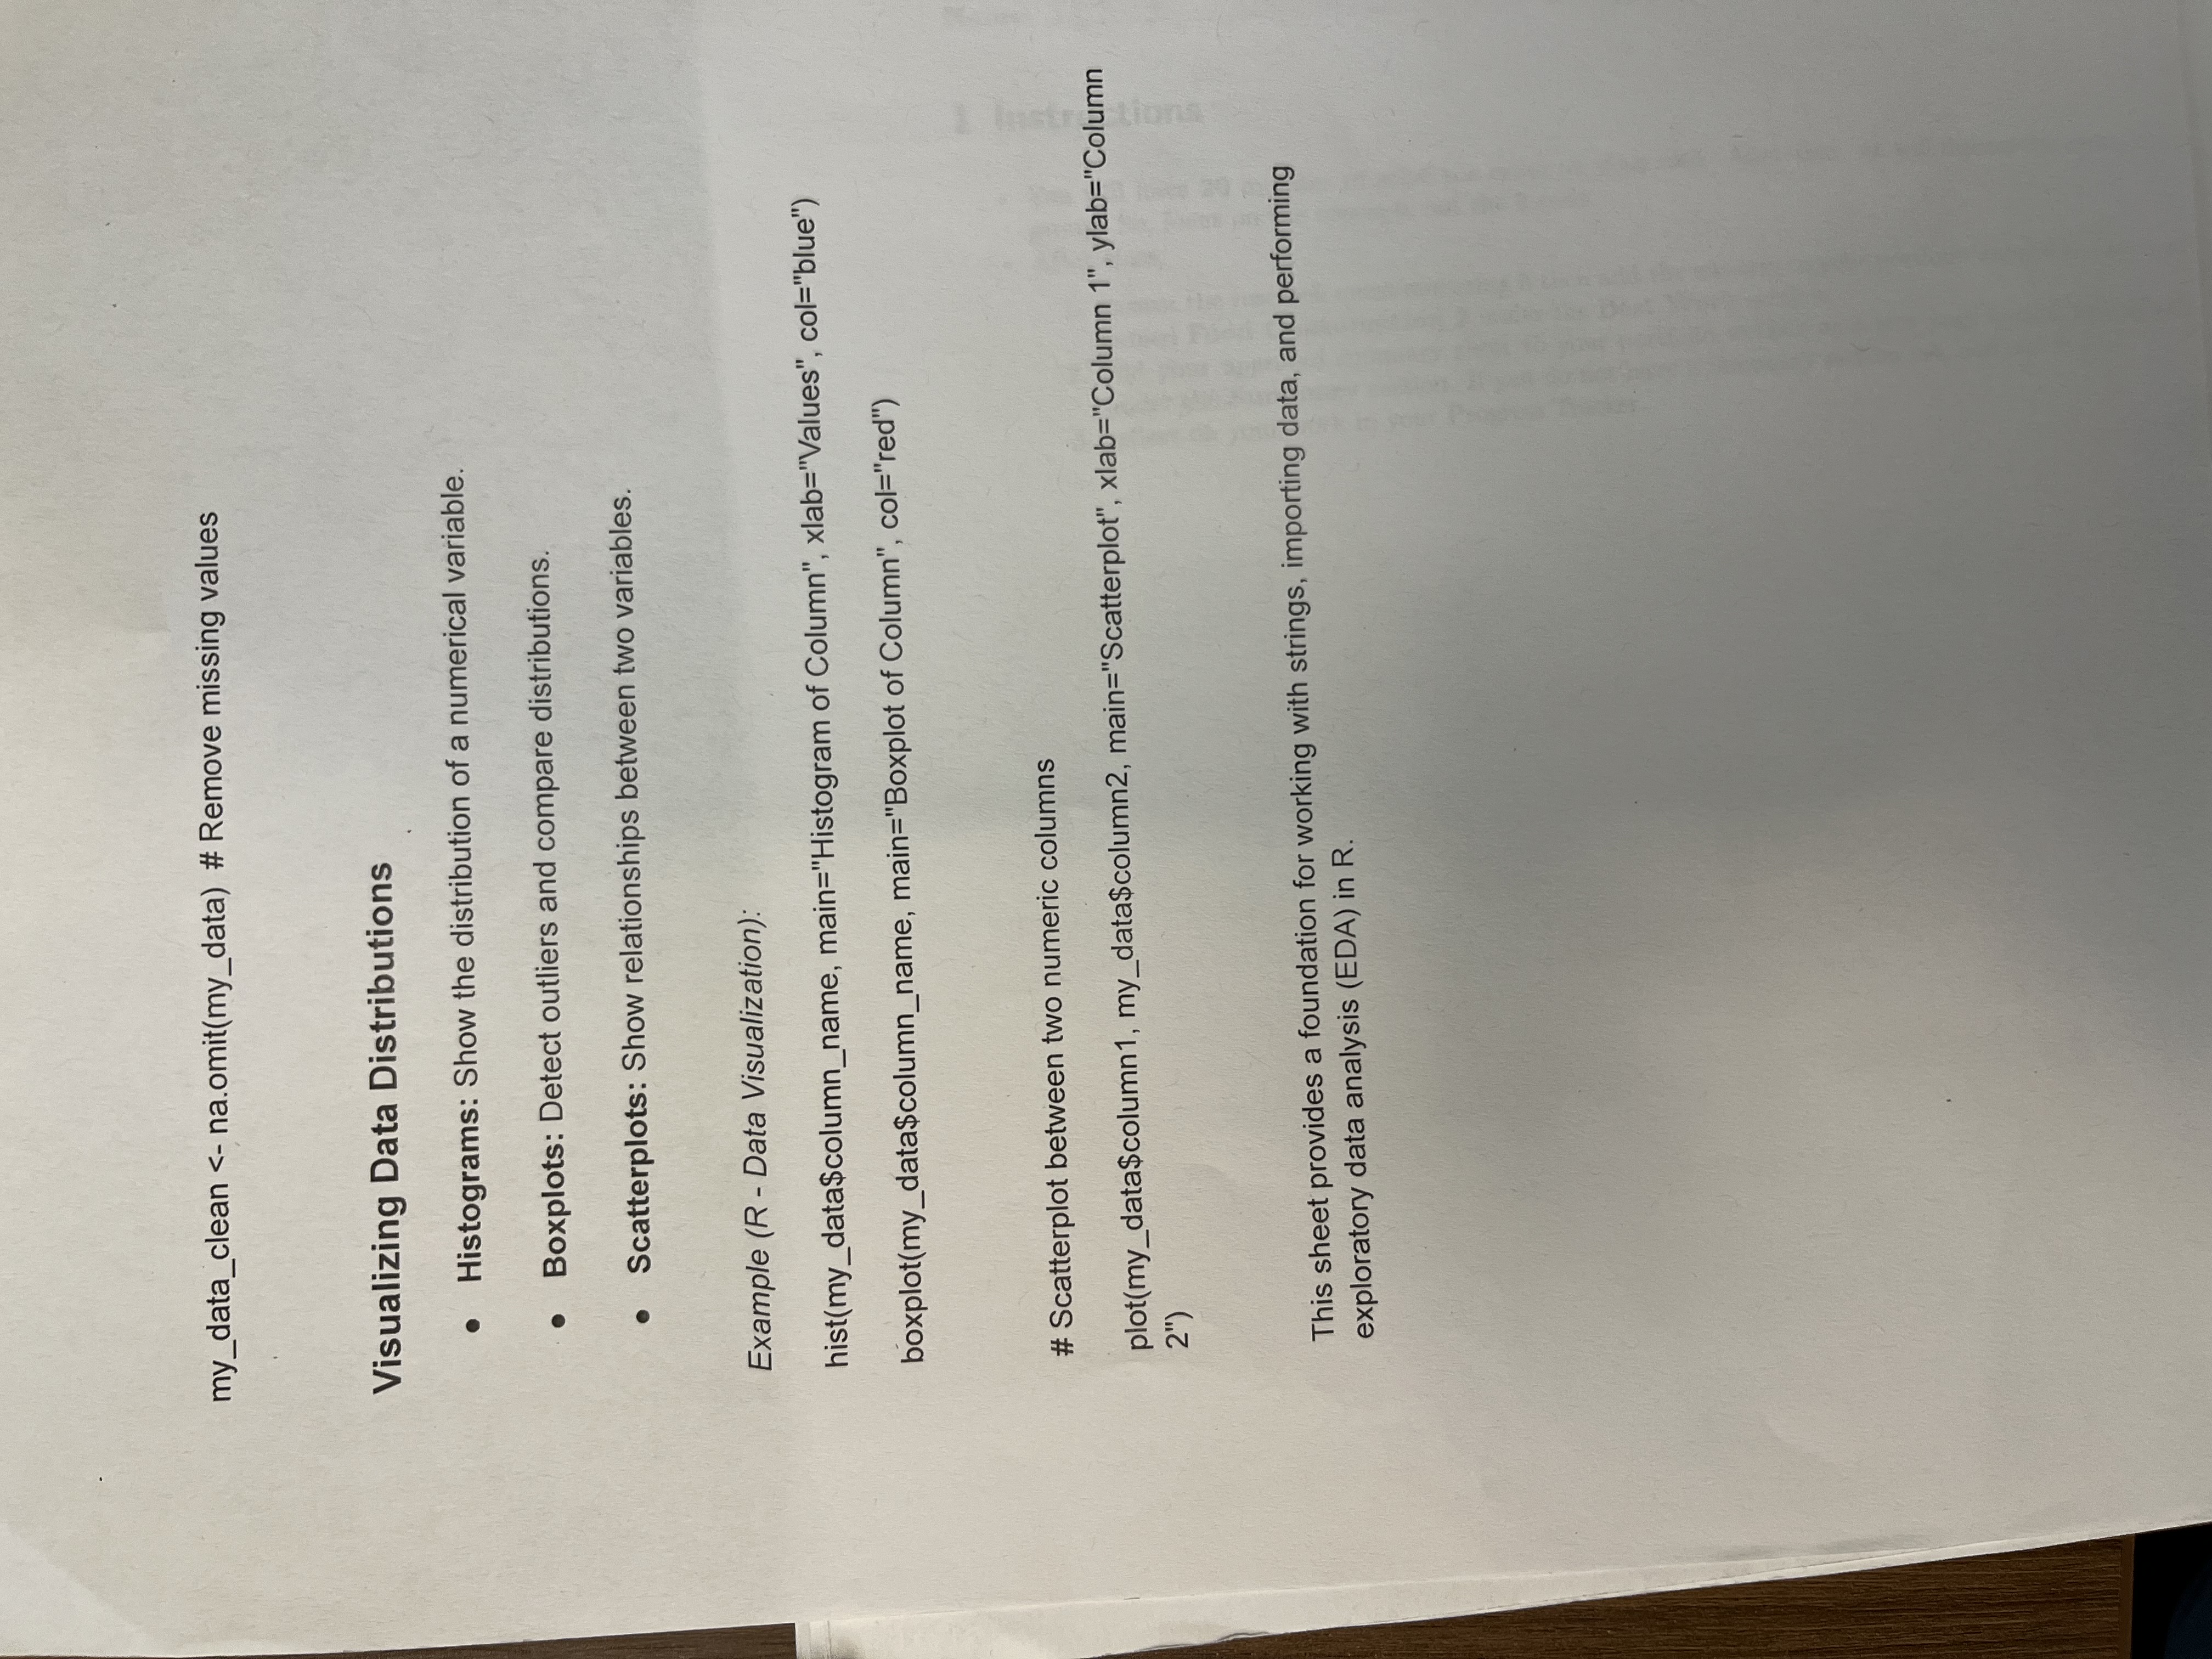 my_data_clean <- na.omit(my_data)  # Remove missing values
Visualizing Data Distributions
● Histograms: Show the distribution of a numerical variable.
● Boxplots: Detect outliers and compare distributions.
● Scatterplots: Show relationships between two variables.
Example (R - Data Visualization):
hist(my_data$column_name, main="Histogram of Column", xlab="Values", col="blue")
boxplot(my_data$column_name, main="Boxplot of Column", col="red")
# Scatterplot between two numeric columns
plot(my_data$column1, my_data$column2, main="Scatterplot", xlab="Column 1", ylab="Column
2")
This sheet provides a foundation for working with strings, importing data, and performing
exploratory data analysis (EDA) in R.
Instructions